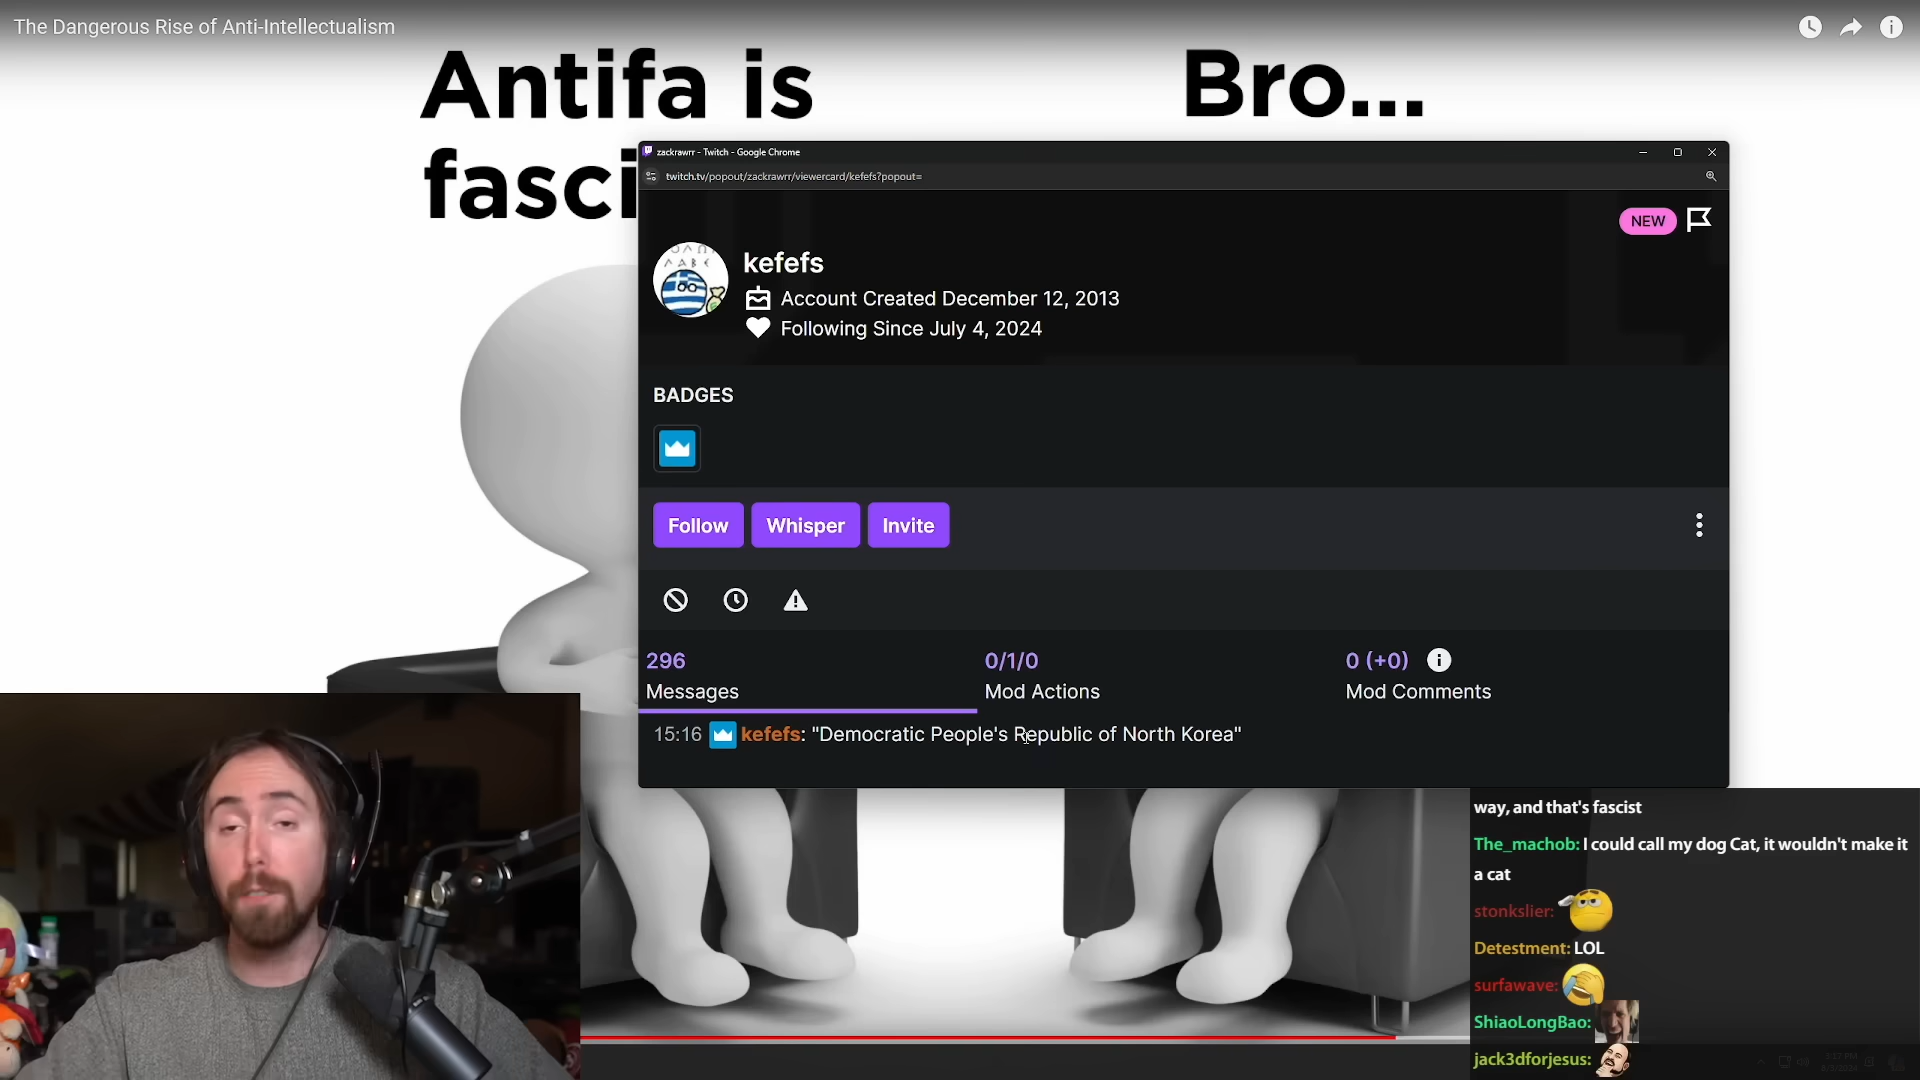 The Dangerous Rise of Anti-Intellectualism
Antifa is
fasci
Bro...
zackrawrr - Twitch - Google Chrome
twitch.tv/popout/zackrawrr/viewercard/kefefs?popout=
NEW
kefefs
Account Created December 12, 2013
Following Since July 4, 2024
BADGES
Follow
Whisper
Invite
296
Messages
0/1/0
Mod Actions
0 (+0)
Mod Comments
15:16 kefefs: "Democratic People's Republic of North Korea"
way, and that's fascist
The_machob: I could call my dog Cat, it wouldn't make it
a cat
stonkslier:
Detestment: LOL
surfawave:
ShiaoLongBao:
jack3dforjesus: